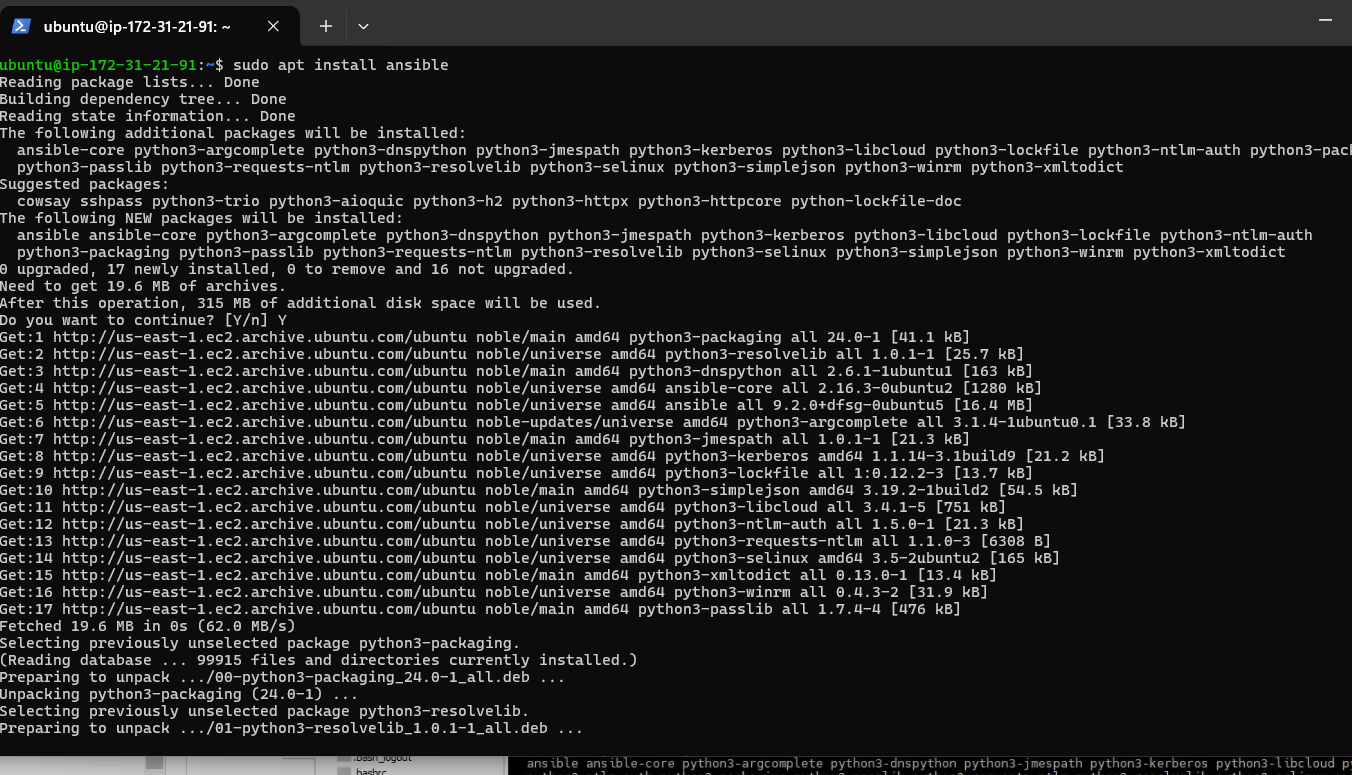 ubuntu@ip-172-31-21-91: ~
ubuntu@ip-172-31-21-91:~$ sudo apt install ansible
Reading package lists... Done
Building dependency tree... Done
Reading state information... Done
The following additional packages will be installed:
  ansible-core python3-argcomplete python3-dnspython python3-jmespath python3-kerberos python3-libcloud python3-lockfile python3-ntlm-auth python3-pac
  python3-passlib python3-requests-ntlm python3-resolvelib python3-selinux python3-simplejson python3-winrm python3-xmltodict
Suggested packages:
  cowsay sshpass python3-trio python3-aioquic python3-h2 python3-httpx python3-httpcore python-lockfile-doc
The following NEW packages will be installed:
  ansible ansible-core python3-argcomplete python3-dnspython python3-jmespath python3-kerberos python3-libcloud python3-lockfile python3-ntlm-auth
  python3-packaging python3-passlib python3-requests-ntlm python3-resolvelib python3-selinux python3-simplejson python3-winrm python3-xmltodict
0 upgraded, 17 newly installed, 0 to remove and 16 not upgraded.
Need to get 19.6 MB of archives.
After this operation, 315 MB of additional disk space will be used.
Do you want to continue? [Y/n] Y
Get:1 http://us-east-1.ec2.archive.ubuntu.com/ubuntu noble/main amd64 python3-packaging all 24.0-1 [41.1 kB]
Get:2 http://us-east-1.ec2.archive.ubuntu.com/ubuntu noble/universe amd64 python3-resolvelib all 1.0.1-1 [25.7 kB]
Get:3 http://us-east-1.ec2.archive.ubuntu.com/ubuntu noble/main amd64 python3-dnspython all 2.6.1-1ubuntu1 [163 kB]
Get:4 http://us-east-1.ec2.archive.ubuntu.com/ubuntu noble/universe amd64 ansible-core all 2.16.3-0ubuntu2 [1280 kB]
Get:5 http://us-east-1.ec2.archive.ubuntu.com/ubuntu noble/universe amd64 ansible all 9.2.0+dfsg-0ubuntu5 [16.4 MB]
Get:6 http://us-east-1.ec2.archive.ubuntu.com/ubuntu noble-updates/universe amd64 python3-argcomplete all 3.1.4-1ubuntu0.1 [33.8 kB]
Get:7 http://us-east-1.ec2.archive.ubuntu.com/ubuntu noble/main amd64 python3-jmespath all 1.0.1-1 [21.3 kB]
Get:8 http://us-east-1.ec2.archive.ubuntu.com/ubuntu noble/universe amd64 python3-kerberos amd64 1.1.14-3.1build9 [21.2 kB]
Get:9 http://us-east-1.ec2.archive.ubuntu.com/ubuntu noble/universe amd64 python3-lockfile all 1:0.12.2-3 [13.7 kB]
Get:10 http://us-east-1.ec2.archive.ubuntu.com/ubuntu noble/main amd64 python3-simplejson amd64 3.19.2-1build2 [54.5 kB]
Get:11 http://us-east-1.ec2.archive.ubuntu.com/ubuntu noble/universe amd64 python3-libcloud all 3.4.1-5 [751 kB]
Get:12 http://us-east-1.ec2.archive.ubuntu.com/ubuntu noble/universe amd64 python3-ntlm-auth all 1.5.0-1 [21.3 kB]
Get:13 http://us-east-1.ec2.archive.ubuntu.com/ubuntu noble/universe amd64 python3-requests-ntlm all 1.1.0-3 [6308 B]
Get:14 http://us-east-1.ec2.archive.ubuntu.com/ubuntu noble/universe amd64 python3-selinux amd64 3.5-2ubuntu2 [165 kB]
Get:15 http://us-east-1.ec2.archive.ubuntu.com/ubuntu noble/main amd64 python3-xmltodict all 0.13.0-1 [13.4 kB]
Get:16 http://us-east-1.ec2.archive.ubuntu.com/ubuntu noble/universe amd64 python3-winrm all 0.4.3-2 [31.9 kB]
Get:17 http://us-east-1.ec2.archive.ubuntu.com/ubuntu noble/main amd64 python3-passlib all 1.7.4-4 [476 kB]
Fetched 19.6 MB in 0s (62.0 MB/s)
Selecting previously unselected package python3-packaging.
(Reading database ... 99915 files and directories currently installed.)
Preparing to unpack .../00-python3-packaging_24.0-1_all.deb ...
Unpacking python3-packaging (24.0-1) ...
Selecting previously unselected package python3-resolvelib.
Preparing to unpack .../01-python3-resolvelib_1.0.1-1_all.deb ...
.bash_logout
ansible ansible-core python3-argcomplete python3-dnspython python3-jmespath python3-kerberos python3-libcloud py